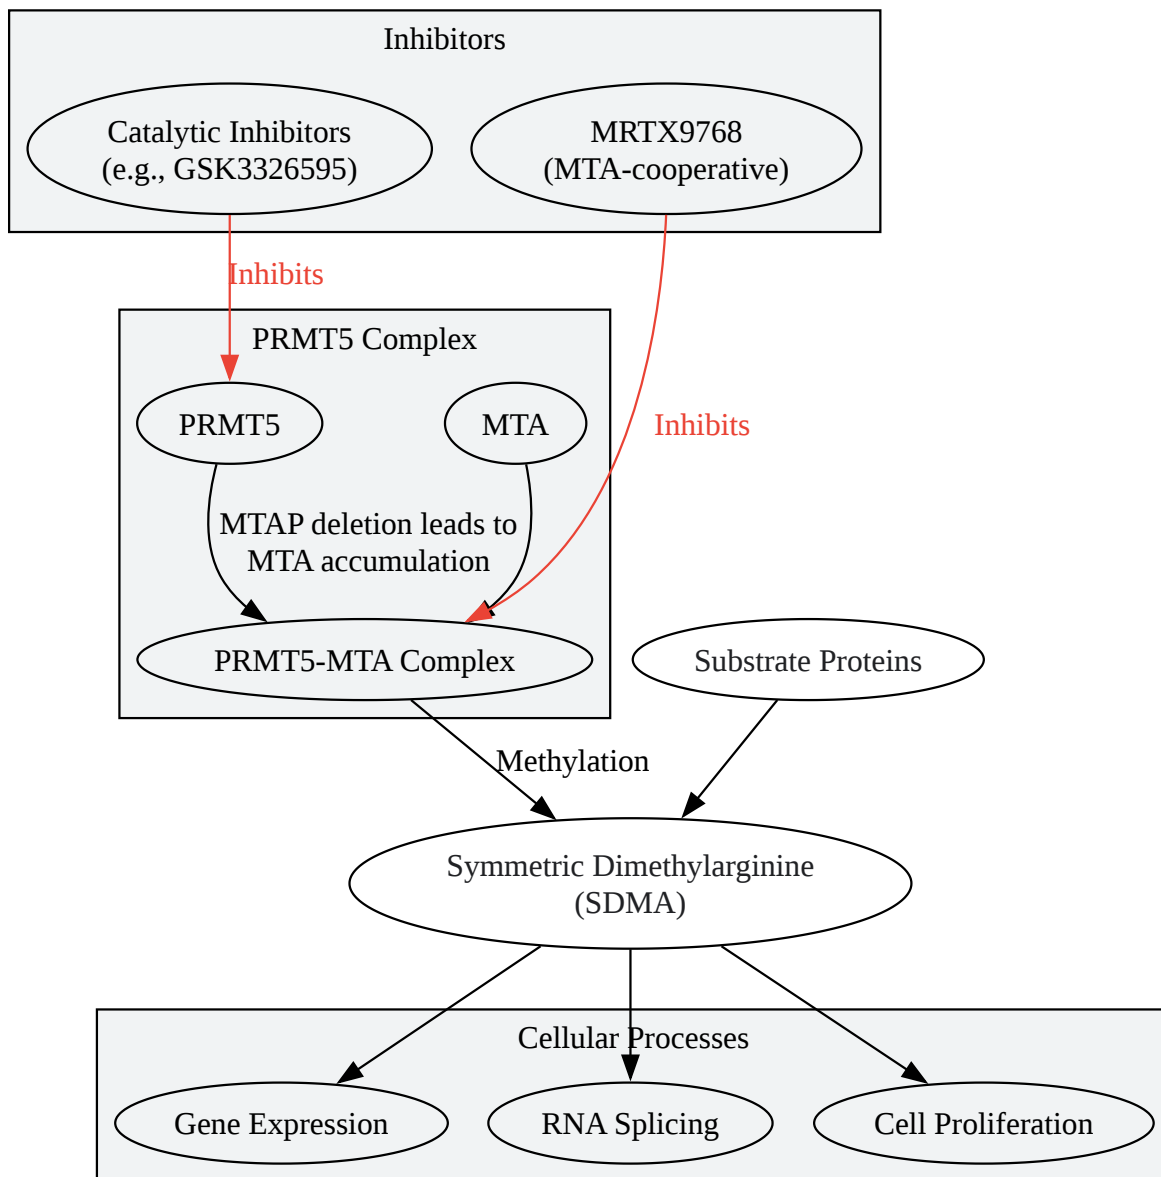 Inhibitors
Catalytic Inhibitors
(e.g., GSK3326595)
MRTX9768
(MTA-cooperative)
Inhibits
PRMT5 Complex
PRMT5
MTA
Inhibits
MTAP deletion leads to
MTA accumulation
PRMT5-MTA Complex
Substrate Proteins
Methylation
Symmetric Dimethylarginine
(SDMA)
Cellular Processes
Gene Expression
RNA Splicing
Cell Proliferation